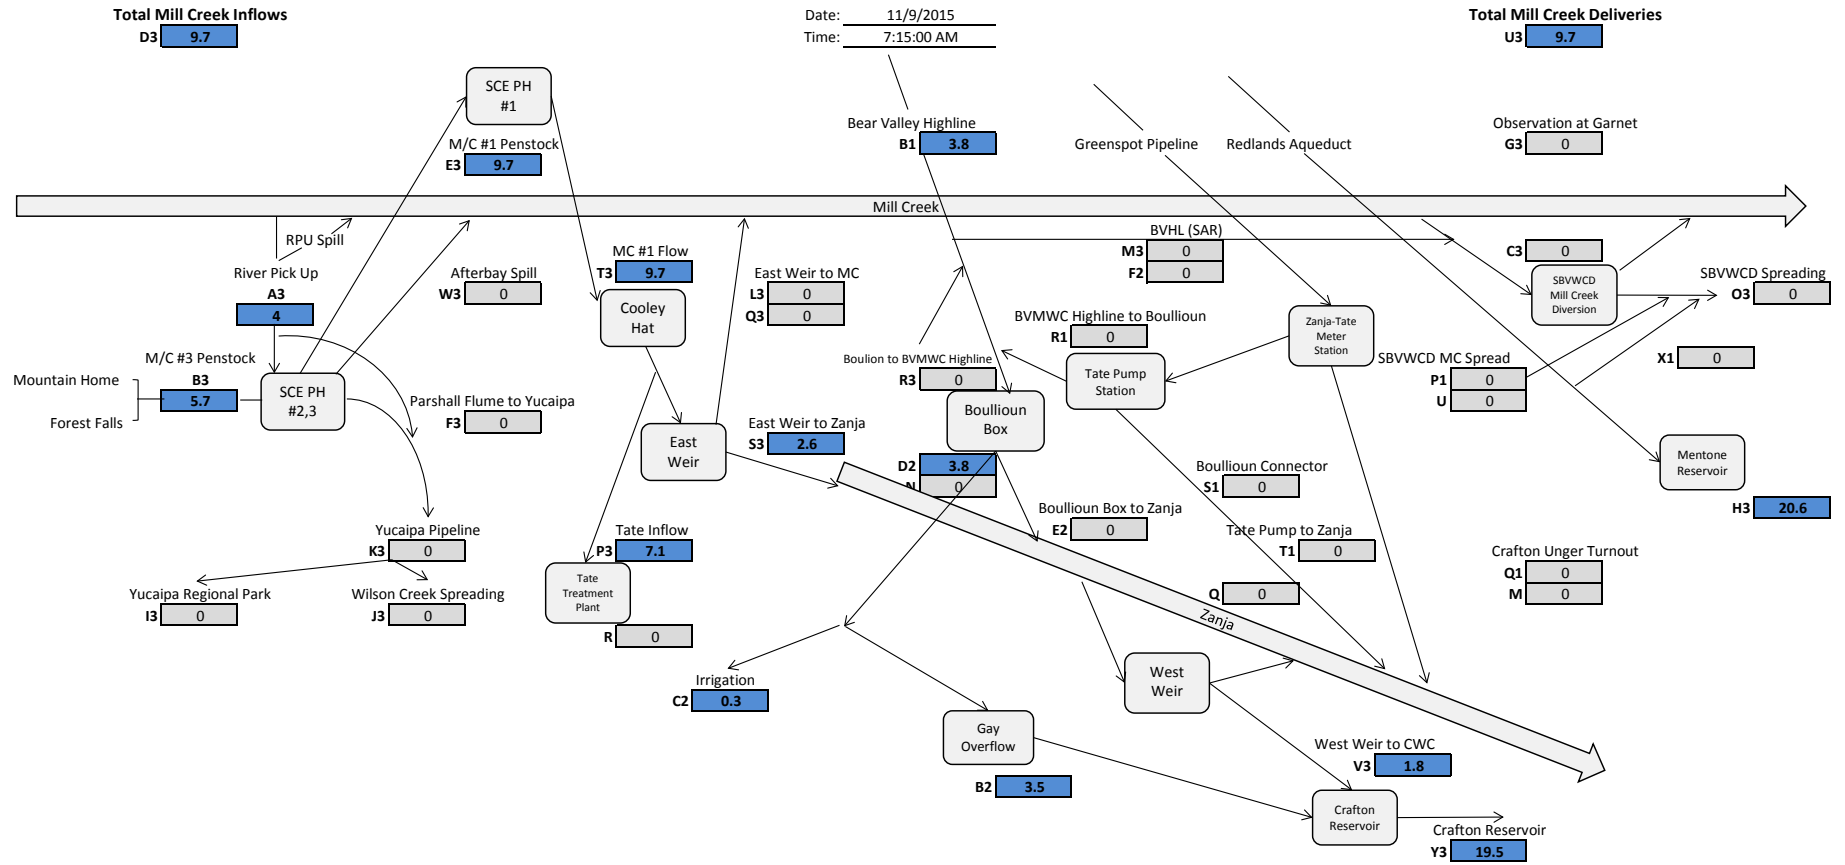 Total Mill Creek Inflows
D3 9.7
Date: 11/9/2015
Time: 7:15:00 AM
Total Mill Creek Deliveries
U3 9.7
SCE PH
#1
M/C #1 Penstock
E3 9.7
Bear Valley Highline
B1 3.8
Greenspot Pipeline
Redlands Aqueduct
Observation at Garnet
G3 0
Mill Creek
RPU Spill
River Pick Up
A3
4
Afterbay Spill
W3 0
MC #1 Flow
T3 9.7
Cooley
Hat
East Weir to MC
L3 0
Q3 0
BVHL (SAR)
M3 0
F2 0
C3 0
SBVWCD
Mill Creek
Diversion
SBVWCD Spreading
O3 0
BVMWC Highline to Boullioun
R1 0
Zanja-Tate
Meter
Station
M/C #3 Penstock
B3
5.7
Mountain Home
Forest Falls
SCE PH
#2,3
Boulion to BVMWC Highline
R3 0
Tate Pump
Station
SBVWCD MC Spread
P1 0
U 0
X1 0
Parshall Flume to Yucaipa
F3 0
Boullioun
Box
East
Weir
East Weir to Zanja
S3 2.6
D2 3.8
N 0
Boullioun Connector
S1 0
Mentone
Reservoir
H3 20.6
Boullioun Box to Zanja
E2 0
Yucaipa Pipeline
K3 0
Tate Inflow
P3 7.1
Tate
Treatment
Plant
R 0
Tate Pump to Zanja
T1 0
Crafton Unger Turnout
Q1 0
M 0
Yucaipa Regional Park
I3 0
Wilson Creek Spreading
J3 0
Q 0
Zanja
Irrigation
C2 0.3
West
Weir
Gay
Overflow
B2 3.5
West Weir to CWC
V3 1.8
Crafton
Reservoir
Crafton Reservoir
Y3 19.5